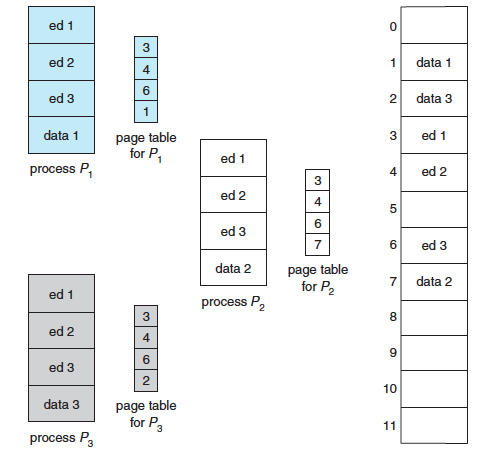 ed 1
ed 2
ed 3
data 1
process P1
3
4
6
1
page table
for P1
ed 1
ed 2
ed 3
data 2
process P2
3
4
6
7
page table
for P2
ed 1
ed 2
ed 3
data 3
process P3
3
4
6
2
page table
for P3
0
1 data 1
2 data 3
3 ed 1
4 ed 2
5
6 ed 3
7 data 2
8
9
10
11